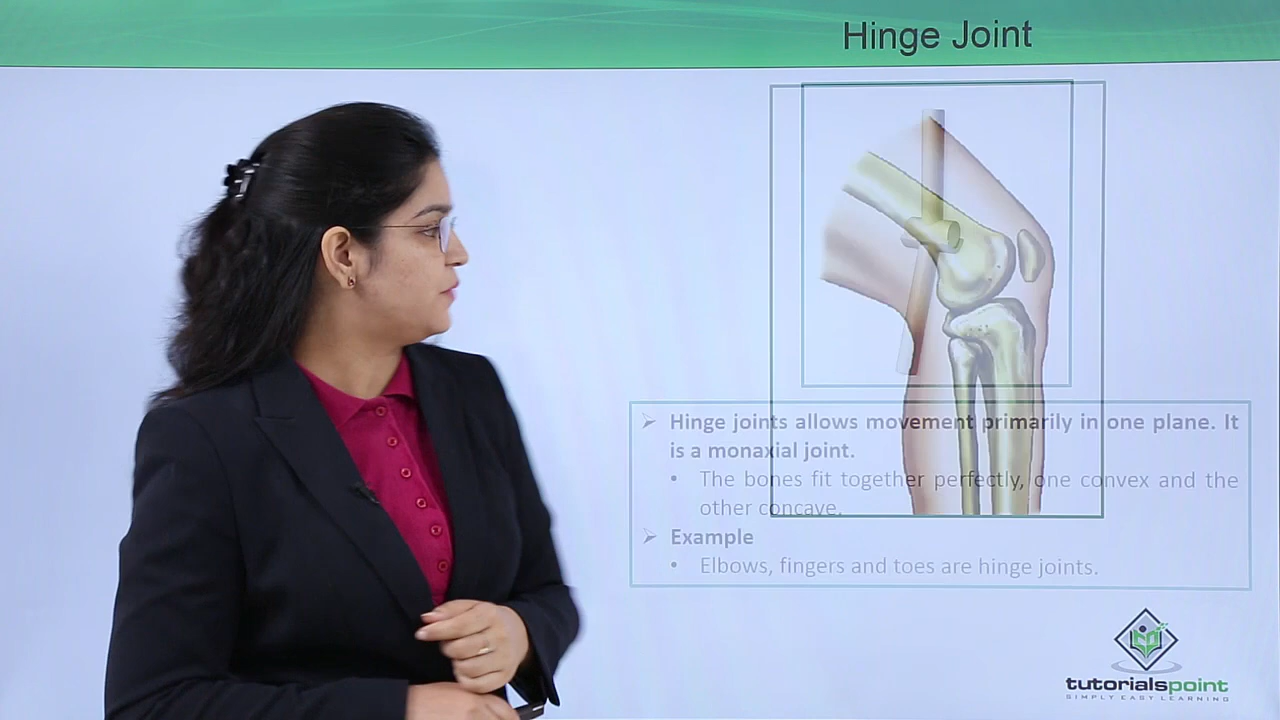 Hinge Joint
➢ Hinge joints allows movement primarily in one plane. It
is a monaxial joint.
• The bones fit together perfectly, one convex and the
other concave.
➢ Example
• Elbows, fingers and toes are hinge joints.
tutorialspoint
SIMPLY EASY LEARNING